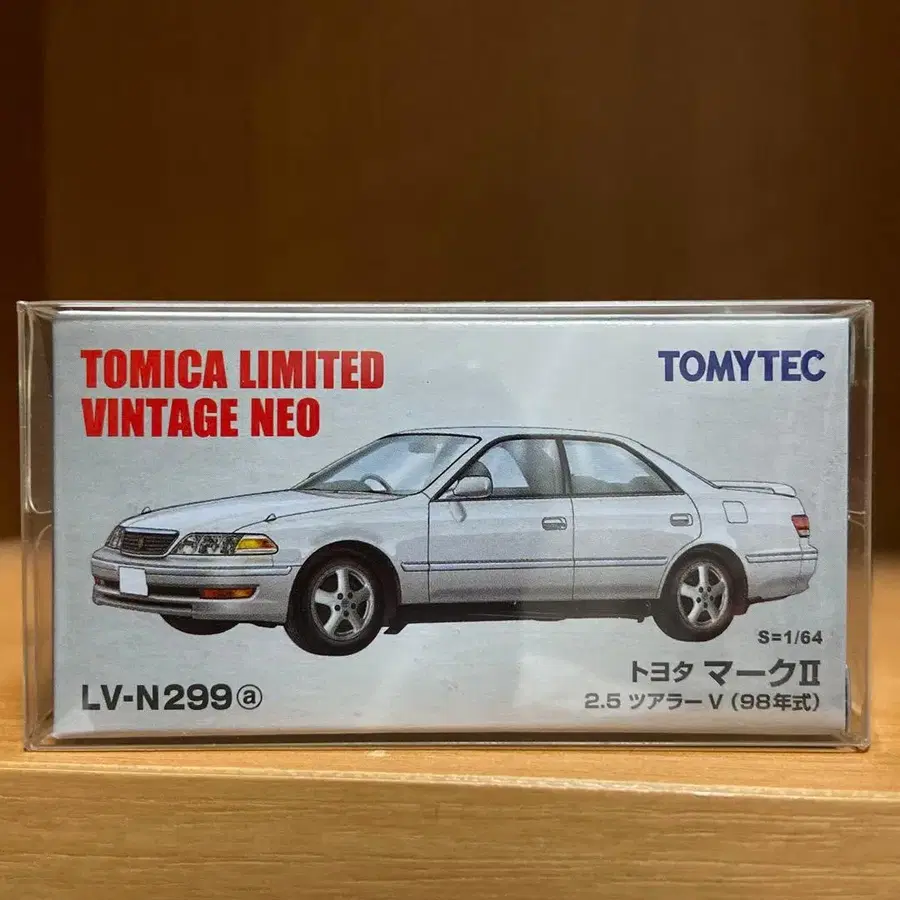 TOMICA LIMITED
VINTAGE NEO
TOMYTEC
S=1/64
トヨタ マークII
2.5 ツアラー V (98年式)
LV-N299ⓐ